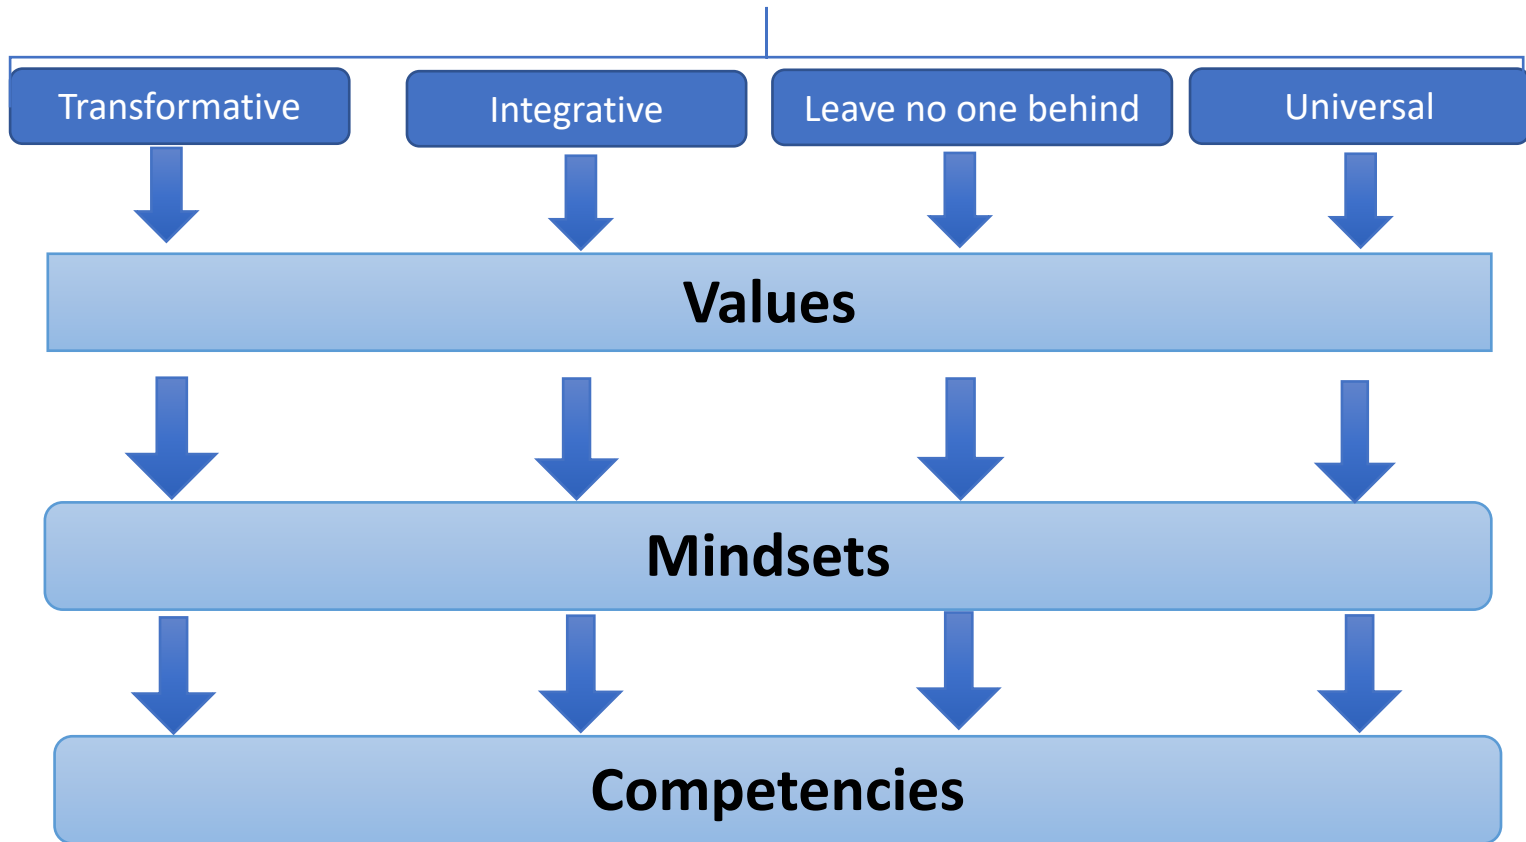 Transformative
Integrative
Leave no one behind
Universal
Values
Mindsets
Competencies